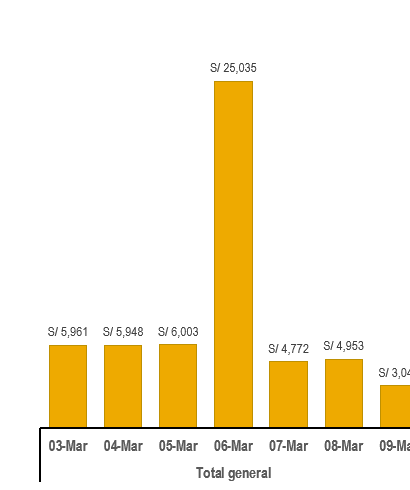 S/ 25,035
S/ 5,961 S/ 5,948 S/ 6,003
S/ 4,772 S/ 4,953
03-Mar 04-Mar 05-Mar 06-Mar 07-Mar 08-Mar
Total general